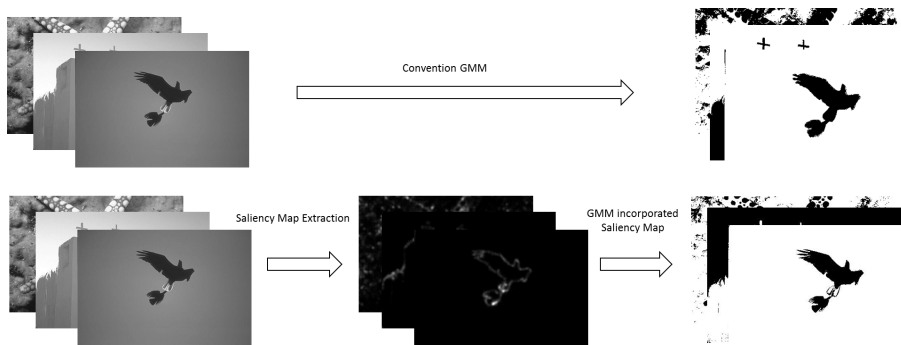 Convention GMM
Saliency Map Extraction
GMM incorporated
Saliency Map